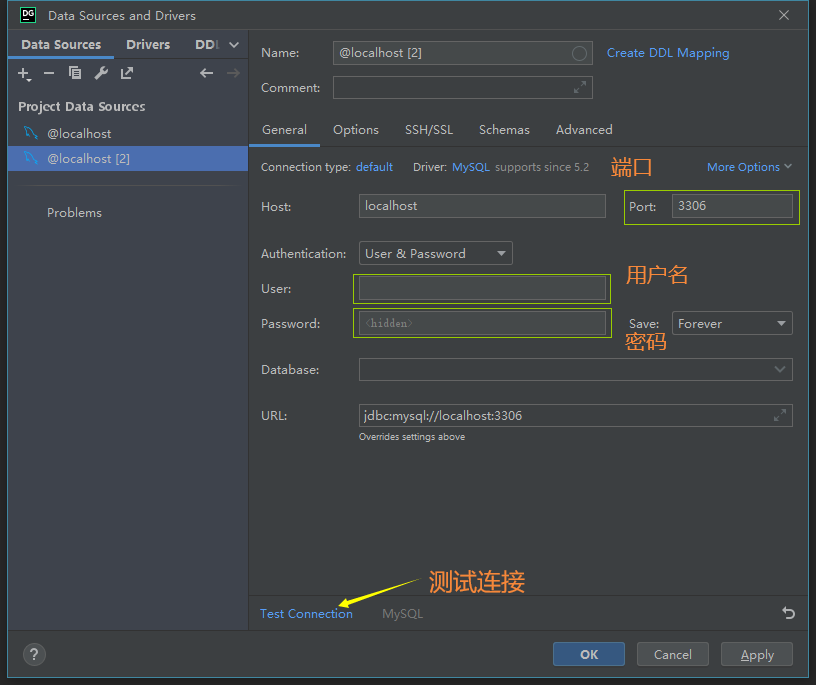 DG Data Sources and Drivers
Data Sources Drivers DDL
Project Data Sources
@localhost
@localhost [2]
Problems
Name: @localhost [2] Create DDL Mapping
Comment:
General Options SSH/SSL Schemas Advanced
Connection type: default Driver: MySQL supports since 5.2 端口 More Options
Host: localhost Port: 3306
Authentication: User & Password
User: 用户名
Password: <hidden> Save: Forever
密码
Database:
URL: jdbc:mysql://localhost:3306
Overrides settings above
测试连接
Test Connection MySQL
? OK Cancel Apply